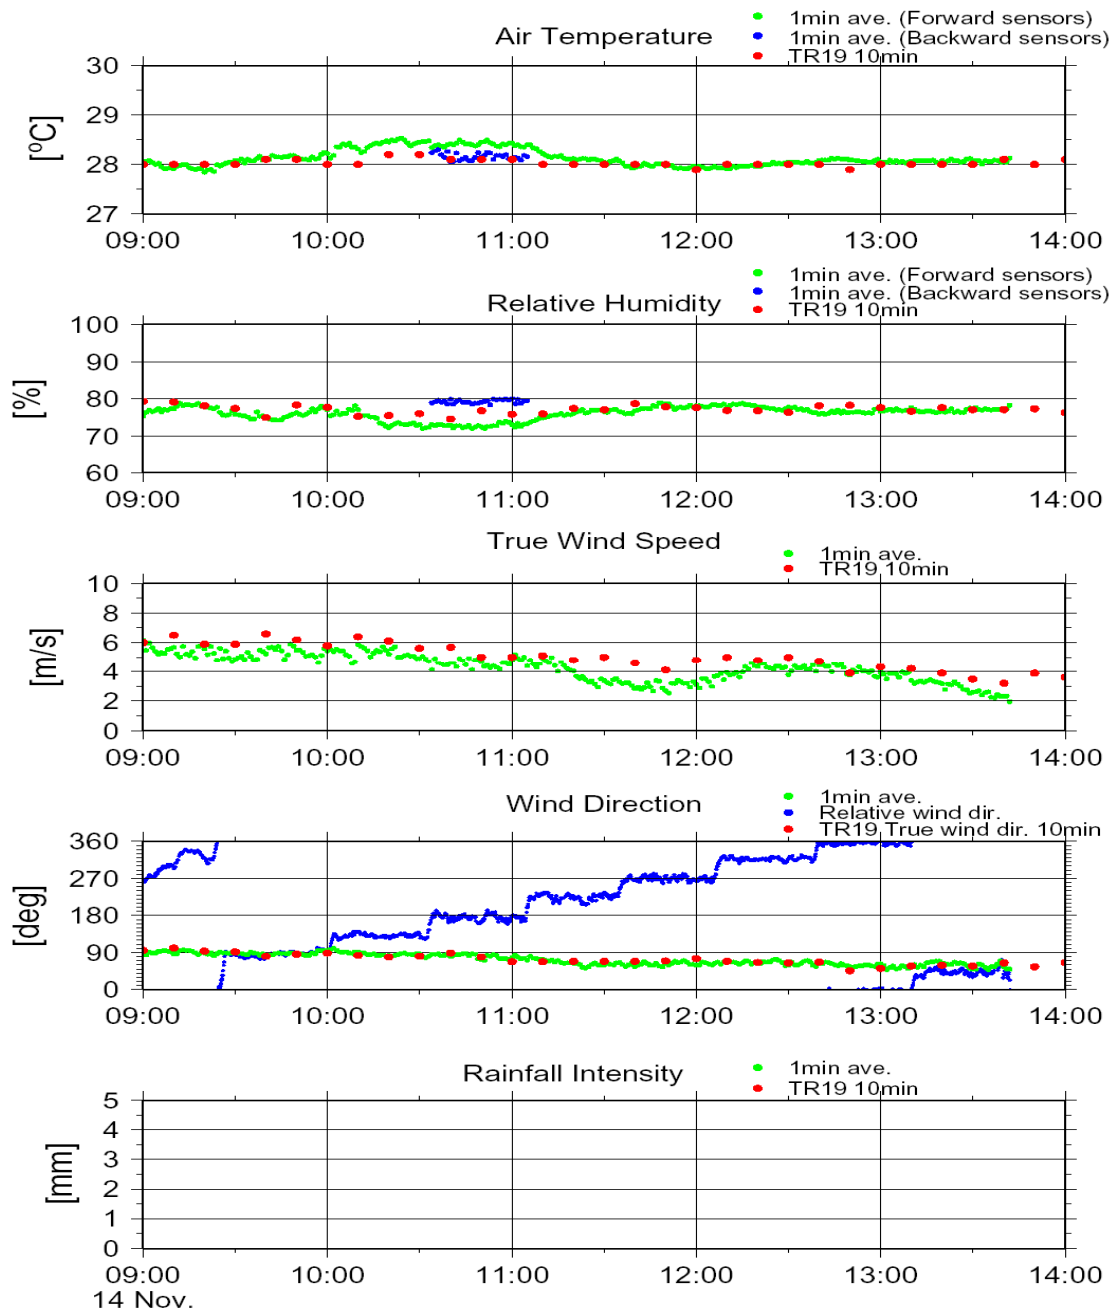 Air Temperature
1min ave. (Forward sensors)
1min ave. (Backward sensors)
TR19 10min
[ºC]
30
29
28
27
09:00 10:00 11:00 12:00 13:00 14:00
Relative Humidity
1min ave. (Forward sensors)
1min ave. (Backward sensors)
TR19 10min
[%]
100
90
80
70
60
09:00 10:00 11:00 12:00 13:00 14:00
True Wind Speed
1min ave.
TR19 10min
[m/s]
10
8
6
4
2
0
09:00 10:00 11:00 12:00 13:00 14:00
Wind Direction
1min ave.
Relative wind dir.
TR19 True wind dir. 10min
[deg]
360
270
180
90
0
09:00 10:00 11:00 12:00 13:00 14:00
Rainfall Intensity
1min ave.
TR19 10min
[mm]
5
4
3
2
1
0
09:00 10:00 11:00 12:00 13:00 14:00
14 Nov.